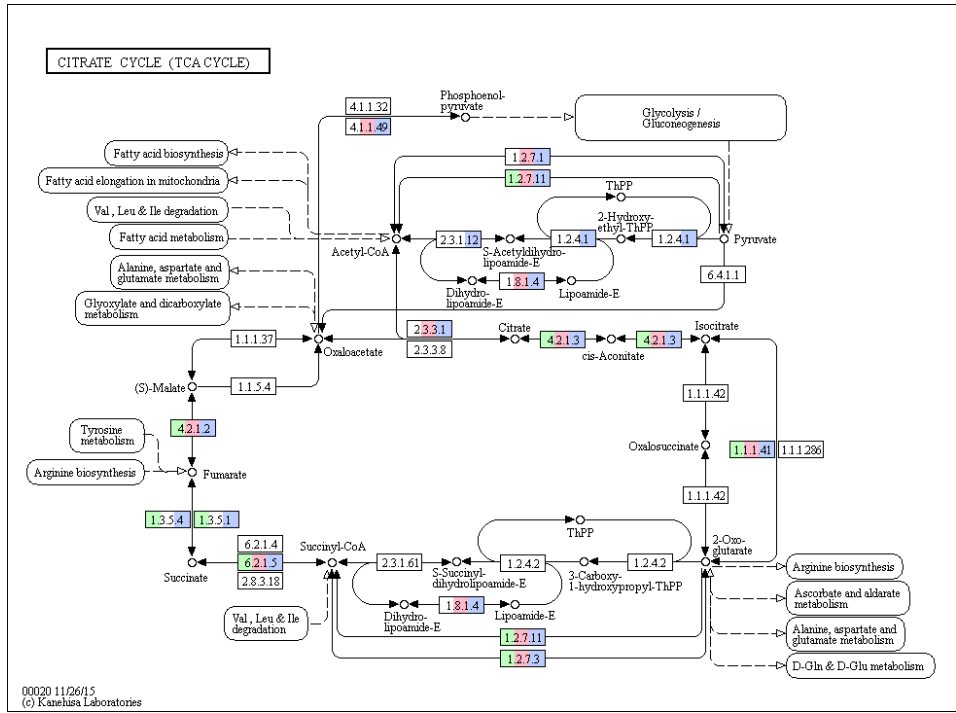 CITRATE CYCLE (TCA CYCLE)
Phosphoenol-
pyruvate
4.1.1.32
4.1.1.49
Glycolysis /
Gluconeogenesis
Fatty acid biosynthesis
Fatty acid elongation in mitochondria
Val , Leu & Ile degradation
Fatty acid metabolism
Alanine, aspartate and
glutamate metabolism
Glyoxylate and dicarboxylate
metabolism
1.2.7.1
1.2.7.11
ThPP
2-Hydroxy-
ethyl-ThPP
Acetyl-CoA
2.3.1.12
S-Acetyldihydro-
lipoamide-E
1.2.4.1
1.2.4.1
Pyruvate
Dihydro-
lipoamide-E
1.8.1.4
Lipoamide-E
6.4.1.1
1.1.1.37
Oxaloacetate
2.3.3.1
2.3.3.8
Citrate
4.2.1.3
cis-Aconitate
4.2.1.3
Isocitrate
(S)-Malate
1.1.5.4
1.1.1.42
4.2.1.2
Tyrosine
metabolism
Arginine biosynthesis
Fumarate
Oxalosuccinate
1.1.1.41
1.1.1.286
1.1.1.42
1.3.5.4
1.3.5.1
ThPP
2-Oxo-
glutarate
6.2.1.4
6.2.1.5
2.8.3.18
Succinate
Succinyl-CoA
2.3.1.61
S-Succinyl-
dihydrolipoamide-E
1.2.4.2
3-Carboxy-
1-hydroxypropyl-ThPP
1.2.4.2
Arginine biosynthesis
Ascorbate and aldarate
metabolism
Alanine, aspartate and
glutamate metabolism
D-Gln & D-Glu metabolism
Val , Leu & Ile
degradation
Dihydro-
lipoamide-E
1.8.1.4
Lipoamide-E
1.2.7.11
1.2.7.3
00020 11/26/15
(c) Kanehisa Laboratories